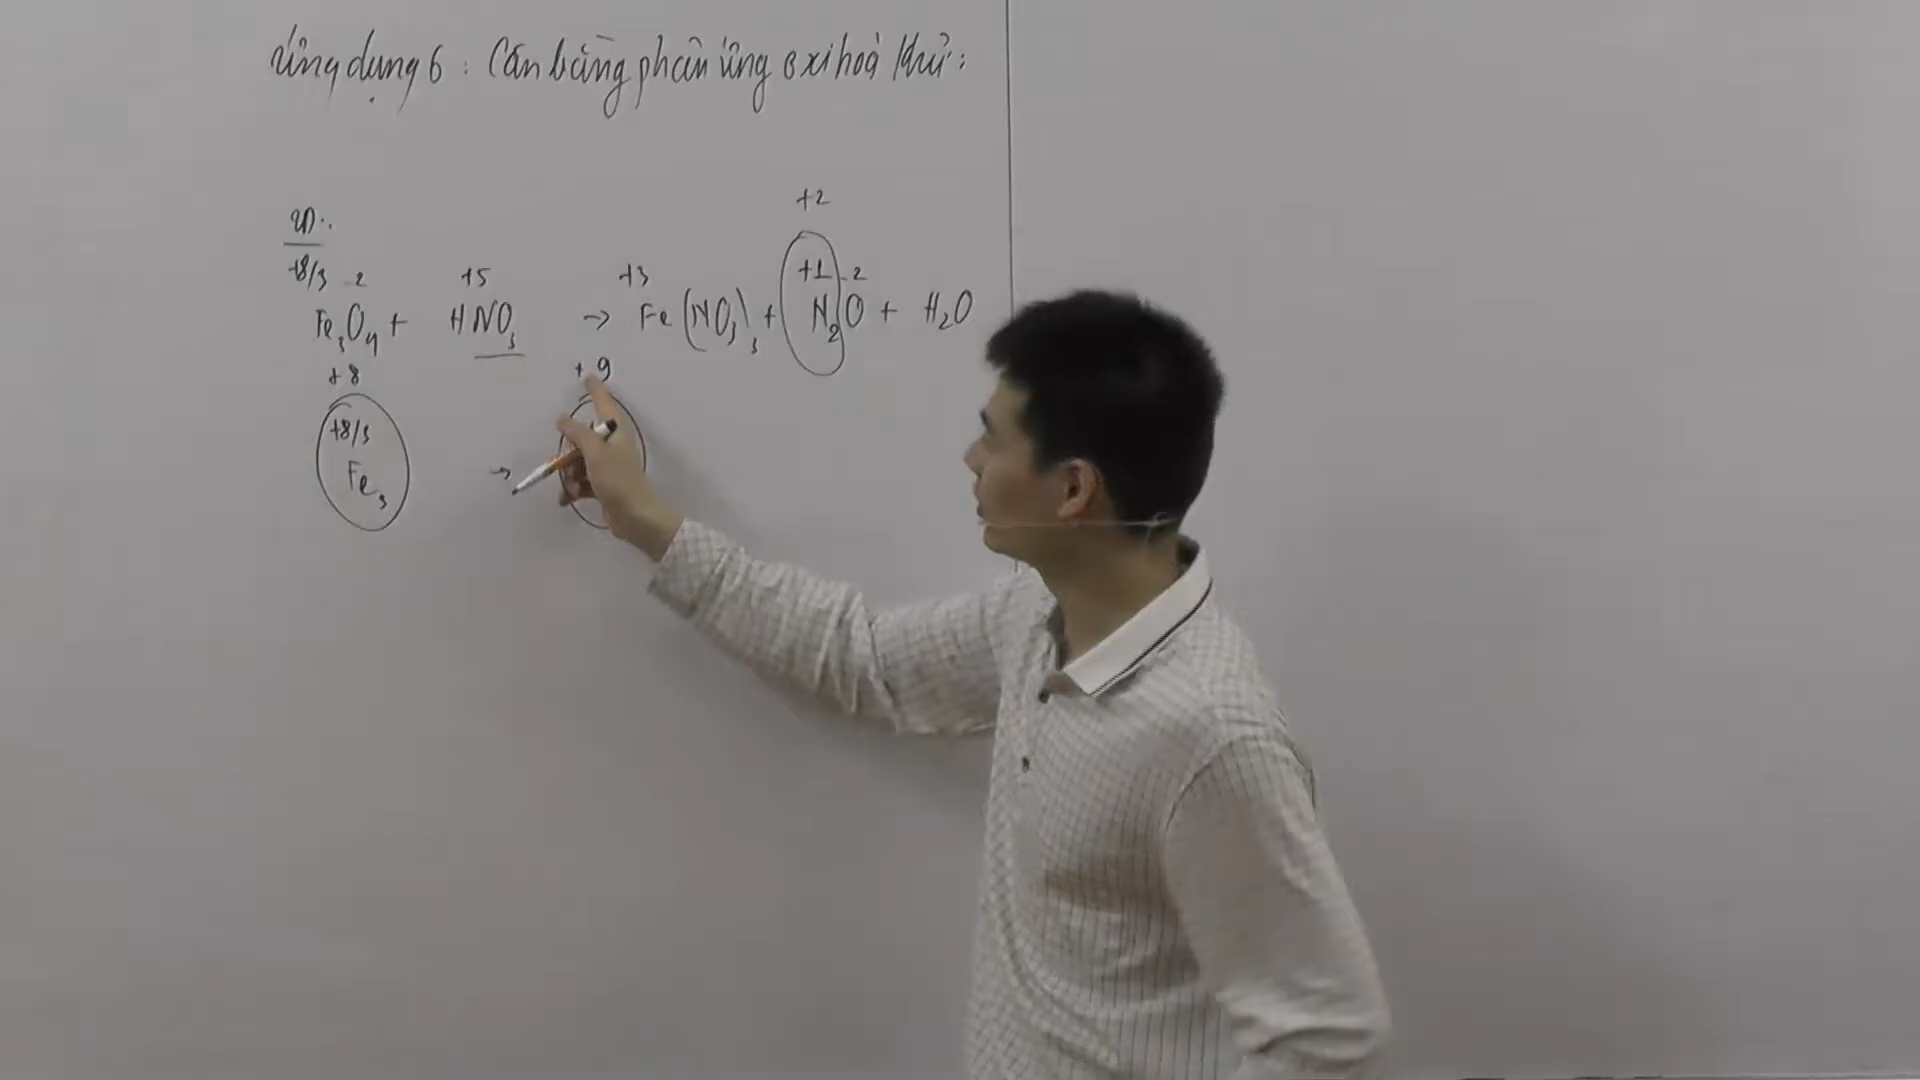 Ứng dụng 6 : Cân bằng phản ứng oxi hoá khử :
+2
VD:
+8/3 -2 +5 +3 +1 -2
Fe₃O₄ + HNO₃ → Fe(NO₃)₃ + N₂O + H₂O
+8 +9
+8/3
Fe₃ →